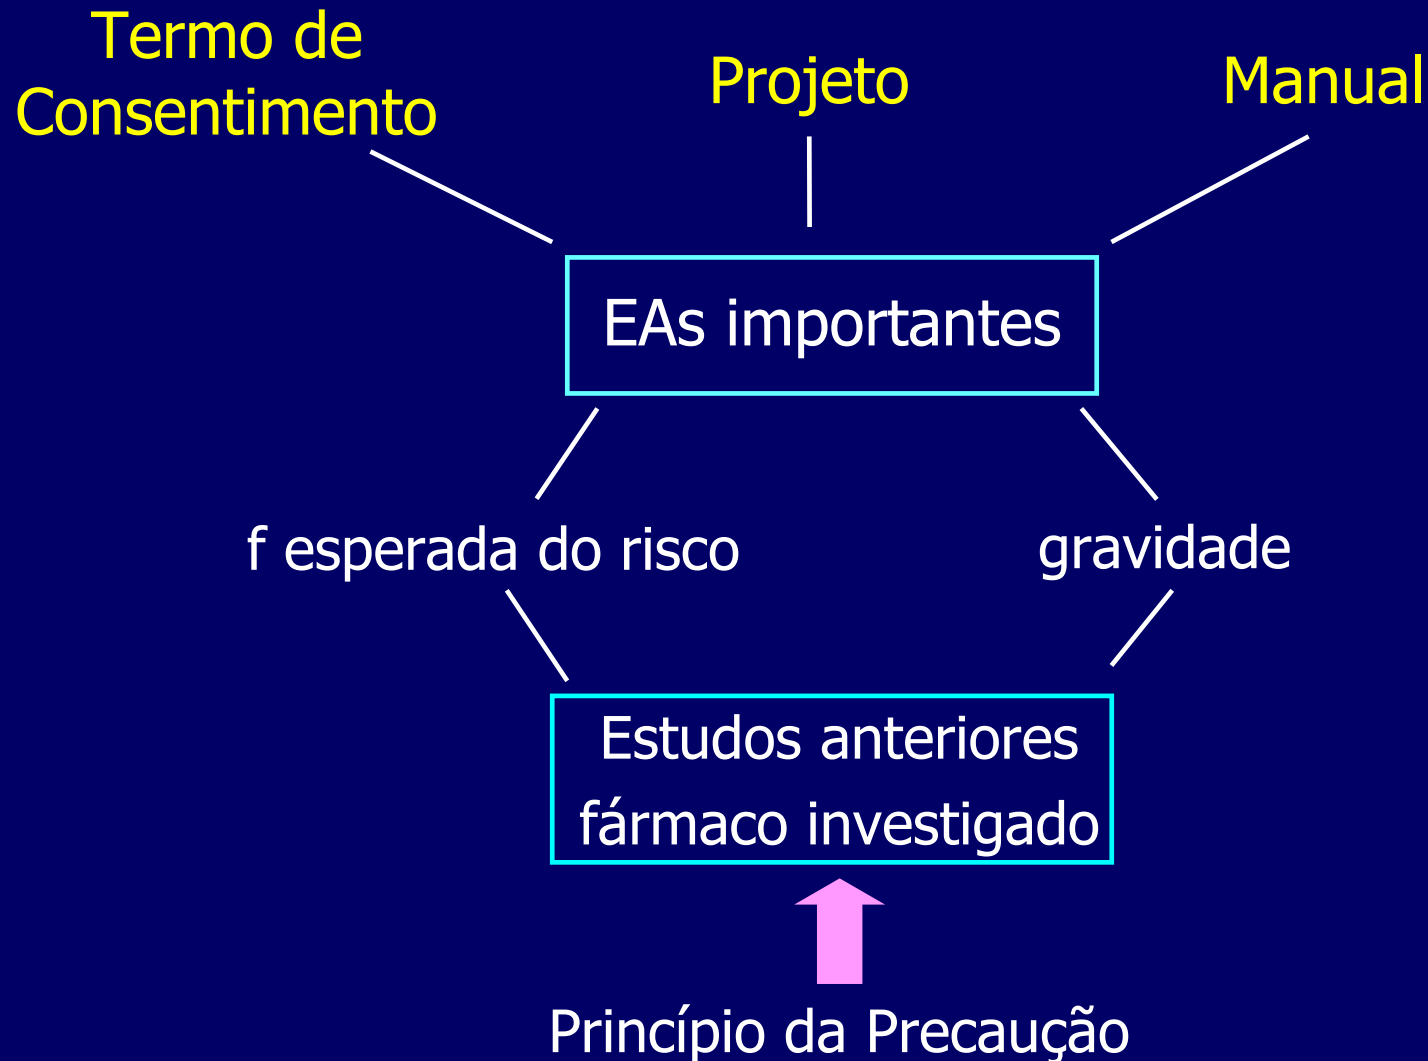 Termo de
Consentimento
Projeto
Manual
EAs importantes
f esperada do risco
gravidade
Estudos anteriores
fármaco investigado
Princípio da Precaução